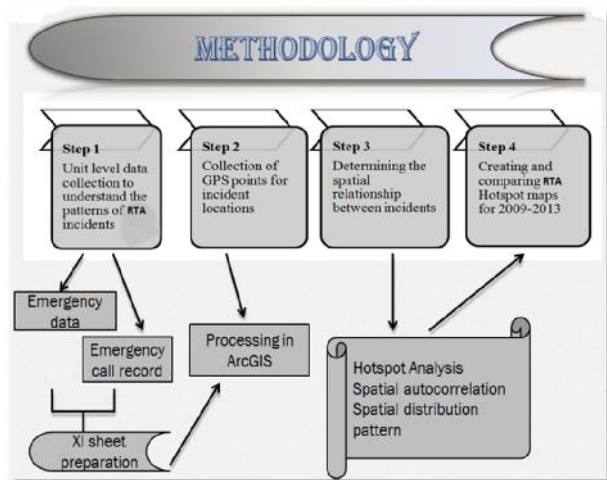 METHODOLOGY
Step 1
Unit level data
collection to
understand the
patterns of RTA
incidents
Step 2
Collection of
GPS points for
incident
locations
Step 3
Determining the
spatial
relationship
between incidents
Step 4
Creating and
comparing RTA
Hotspot maps
for 2009-2013
Emergency
data
Emergency
call record
Xl sheet
preparation
Processing in
ArcGIS
Hotspot Analysis
Spatial autocorrelation
Spatial distribution
pattern